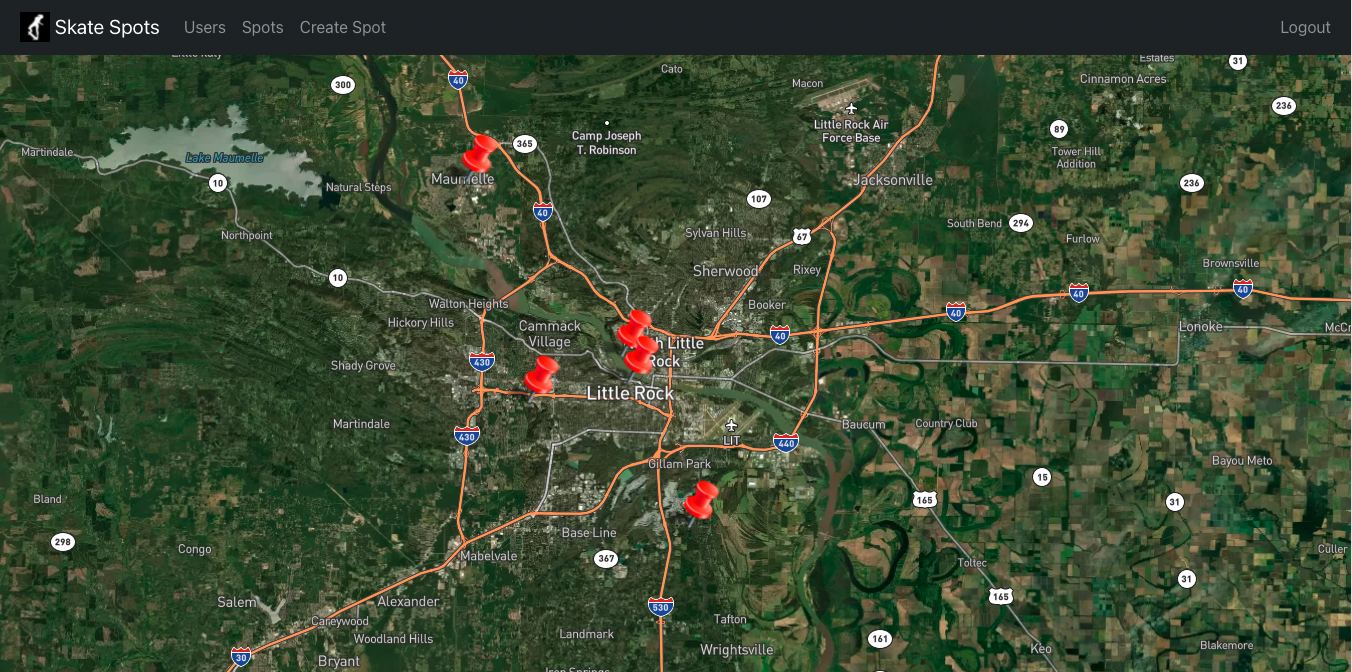 Skate Spots
Users
Spots
Create Spot
Logout
Cato
Estates
31
40
300
Macon
Cinnamon Acres
236
Little Rock Air
Force Base
89
Camp Joseph
T. Robinson
365
Martindale
Lake Maumelle
Tower Hill
Addition
10
Natural Steps
Maumelle
Jacksonville
236
107
40
Northpoint
Sylvan Hills
67
South Bend
294
Furlow
10
Sherwood
Rixey
Brownsville
40
40
Walton Heights
Booker
40
Hickory Hills
Cammack
Village
40
Lonoke
McCr
h Little
Rock
430
Shady Grove
Little Rock
Martindale
430
LIT
440
Baucum
Country Club
Gillam Park
Bayou Meto
15
Bland
165
31
298
Base Line
Congo
Mabelvale
367
Toltec
Culler
31
Salem
Alexander
530
165
Careywood
Tafton
Woodland Hills
Landmark
161
Wrightsville
Keo
Blakemore
30
Bryant
Iron Springs